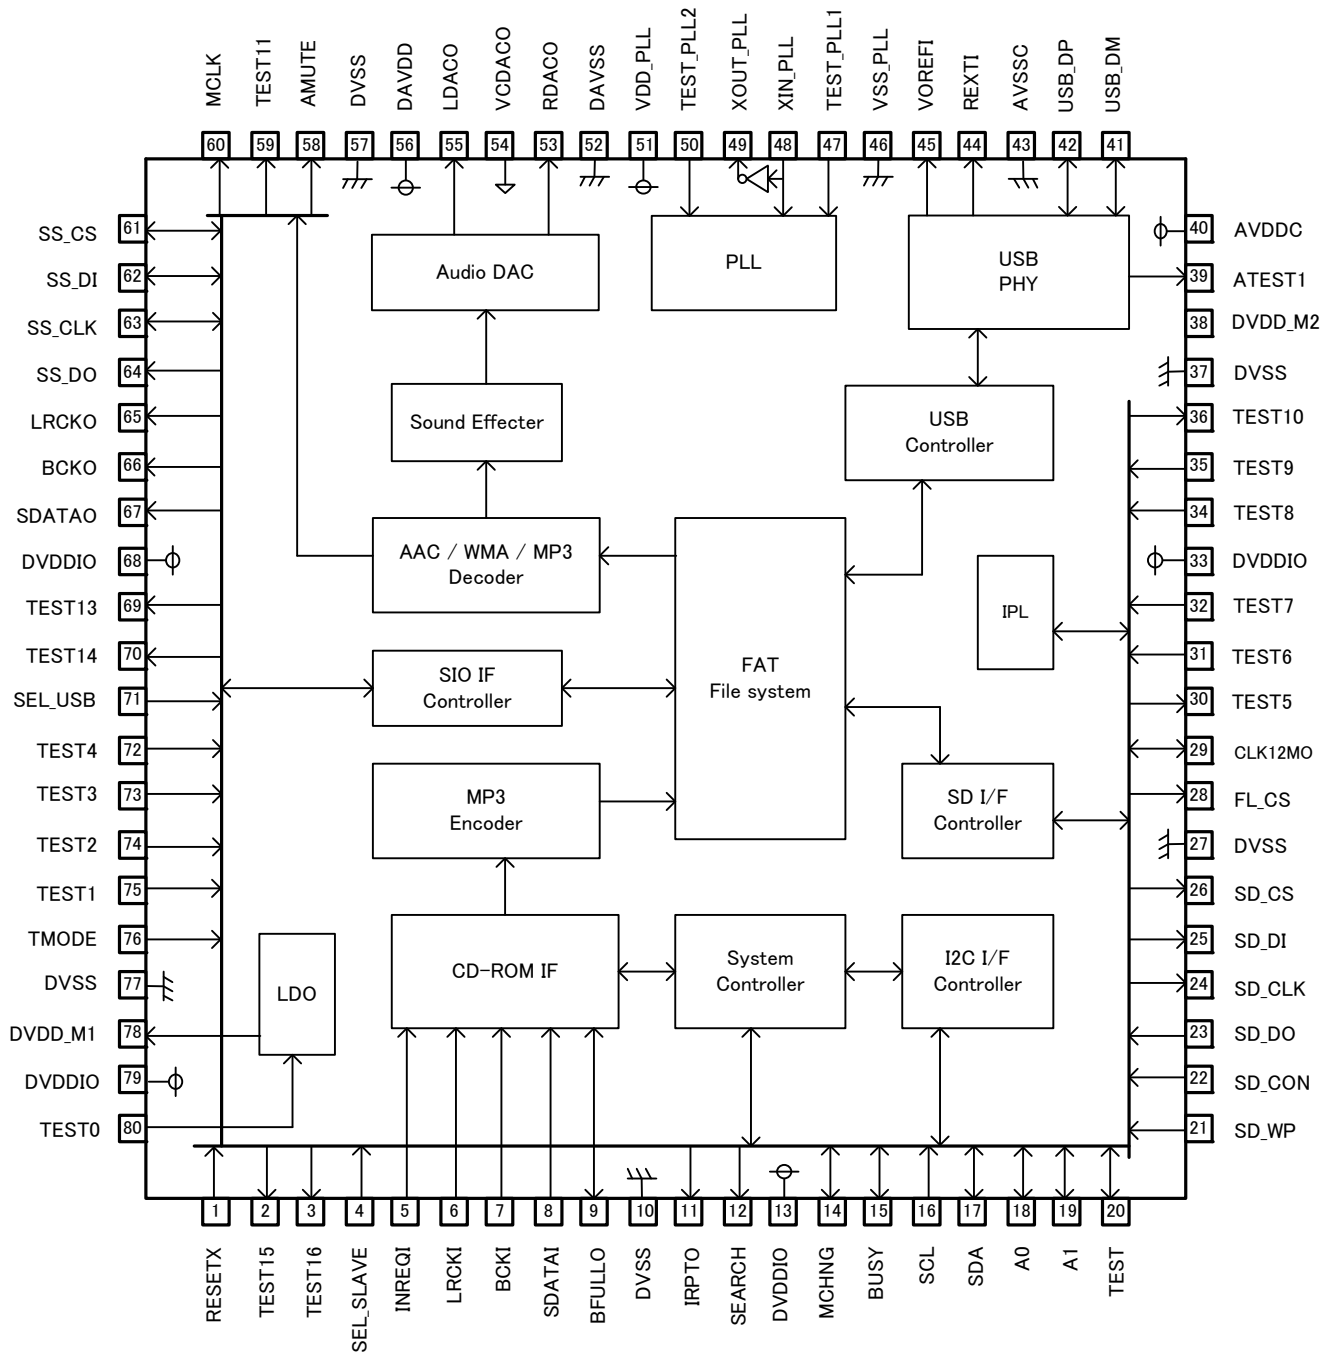 MCLK
TEST11
AMUTE
DVSS
DAVDD
LDACO
VCDACO
RDACO
DAVSS
VDD_PLL
TEST_PLL2
XOUT_PLL
XIN_PLL
TEST_PLL1
VSS_PLL
VOREFI
REXTI
AVSSC
USB_DP
USB_DM
60 59 58 57 56 55 54 53 52 51 50 49 48 47 46 45 44 43 42 41
SS_CS 61
SS_DI 62
SS_CLK 63
SS_DO 64
LRCKO 65
BCKO 66
SDATAO 67
DVDDIO 68
TEST13 69
TEST14 70
SEL_USB 71
TEST4 72
TEST3 73
TEST2 74
TEST1 75
TMODE 76
DVSS 77
DVDD_M1 78
DVDDIO 79
TEST0 80
Audio DAC
PLL
USB
PHY
Sound Effecter
USB
Controller
AAC / WMA / MP3
Decoder
IPL
SIO IF
Controller
FAT
File system
MP3
Encoder
SD I/F
Controller
LDO
CD-ROM IF
System
Controller
I2C I/F
Controller
40 AVDDC
39 ATEST1
38 DVDD_M2
37 DVSS
36 TEST10
35 TEST9
34 TEST8
33 DVDDIO
32 TEST7
31 TEST6
30 TEST5
29 CLK12MO
28 FL_CS
27 DVSS
26 SD_CS
25 SD_DI
24 SD_CLK
23 SD_DO
22 SD_CON
21 SD_WP
1 2 3 4 5 6 7 8 9 10 11 12 13 14 15 16 17 18 19 20
RESETX
TEST15
TEST16
SEL_SLAVE
INREQI
LRCKI
BCKI
SDATAI
BFULLO
DVSS
IRPTO
SEARCH
DVDDIO
MCHNG
BUSY
SCL
SDA
A0
A1
TEST